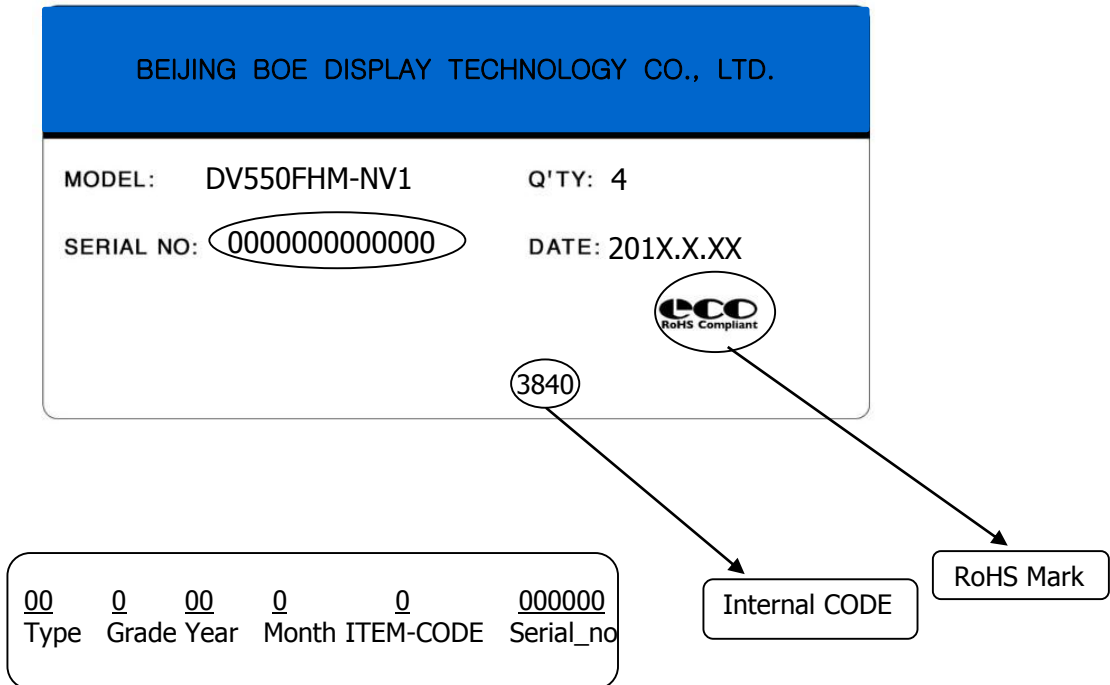 BEIJING BOE DISPLAY TECHNOLOGY CO., LTD.
MODEL: DV550FHM-NV1 Q'TY: 4
SERIAL NO: 0000000000000 DATE: 201X.X.XX
eco
RoHS Compliant
3840
RoHS Mark
Internal CODE
00 0 00 0 0 000000
Type Grade Year Month ITEM-CODE Serial_no